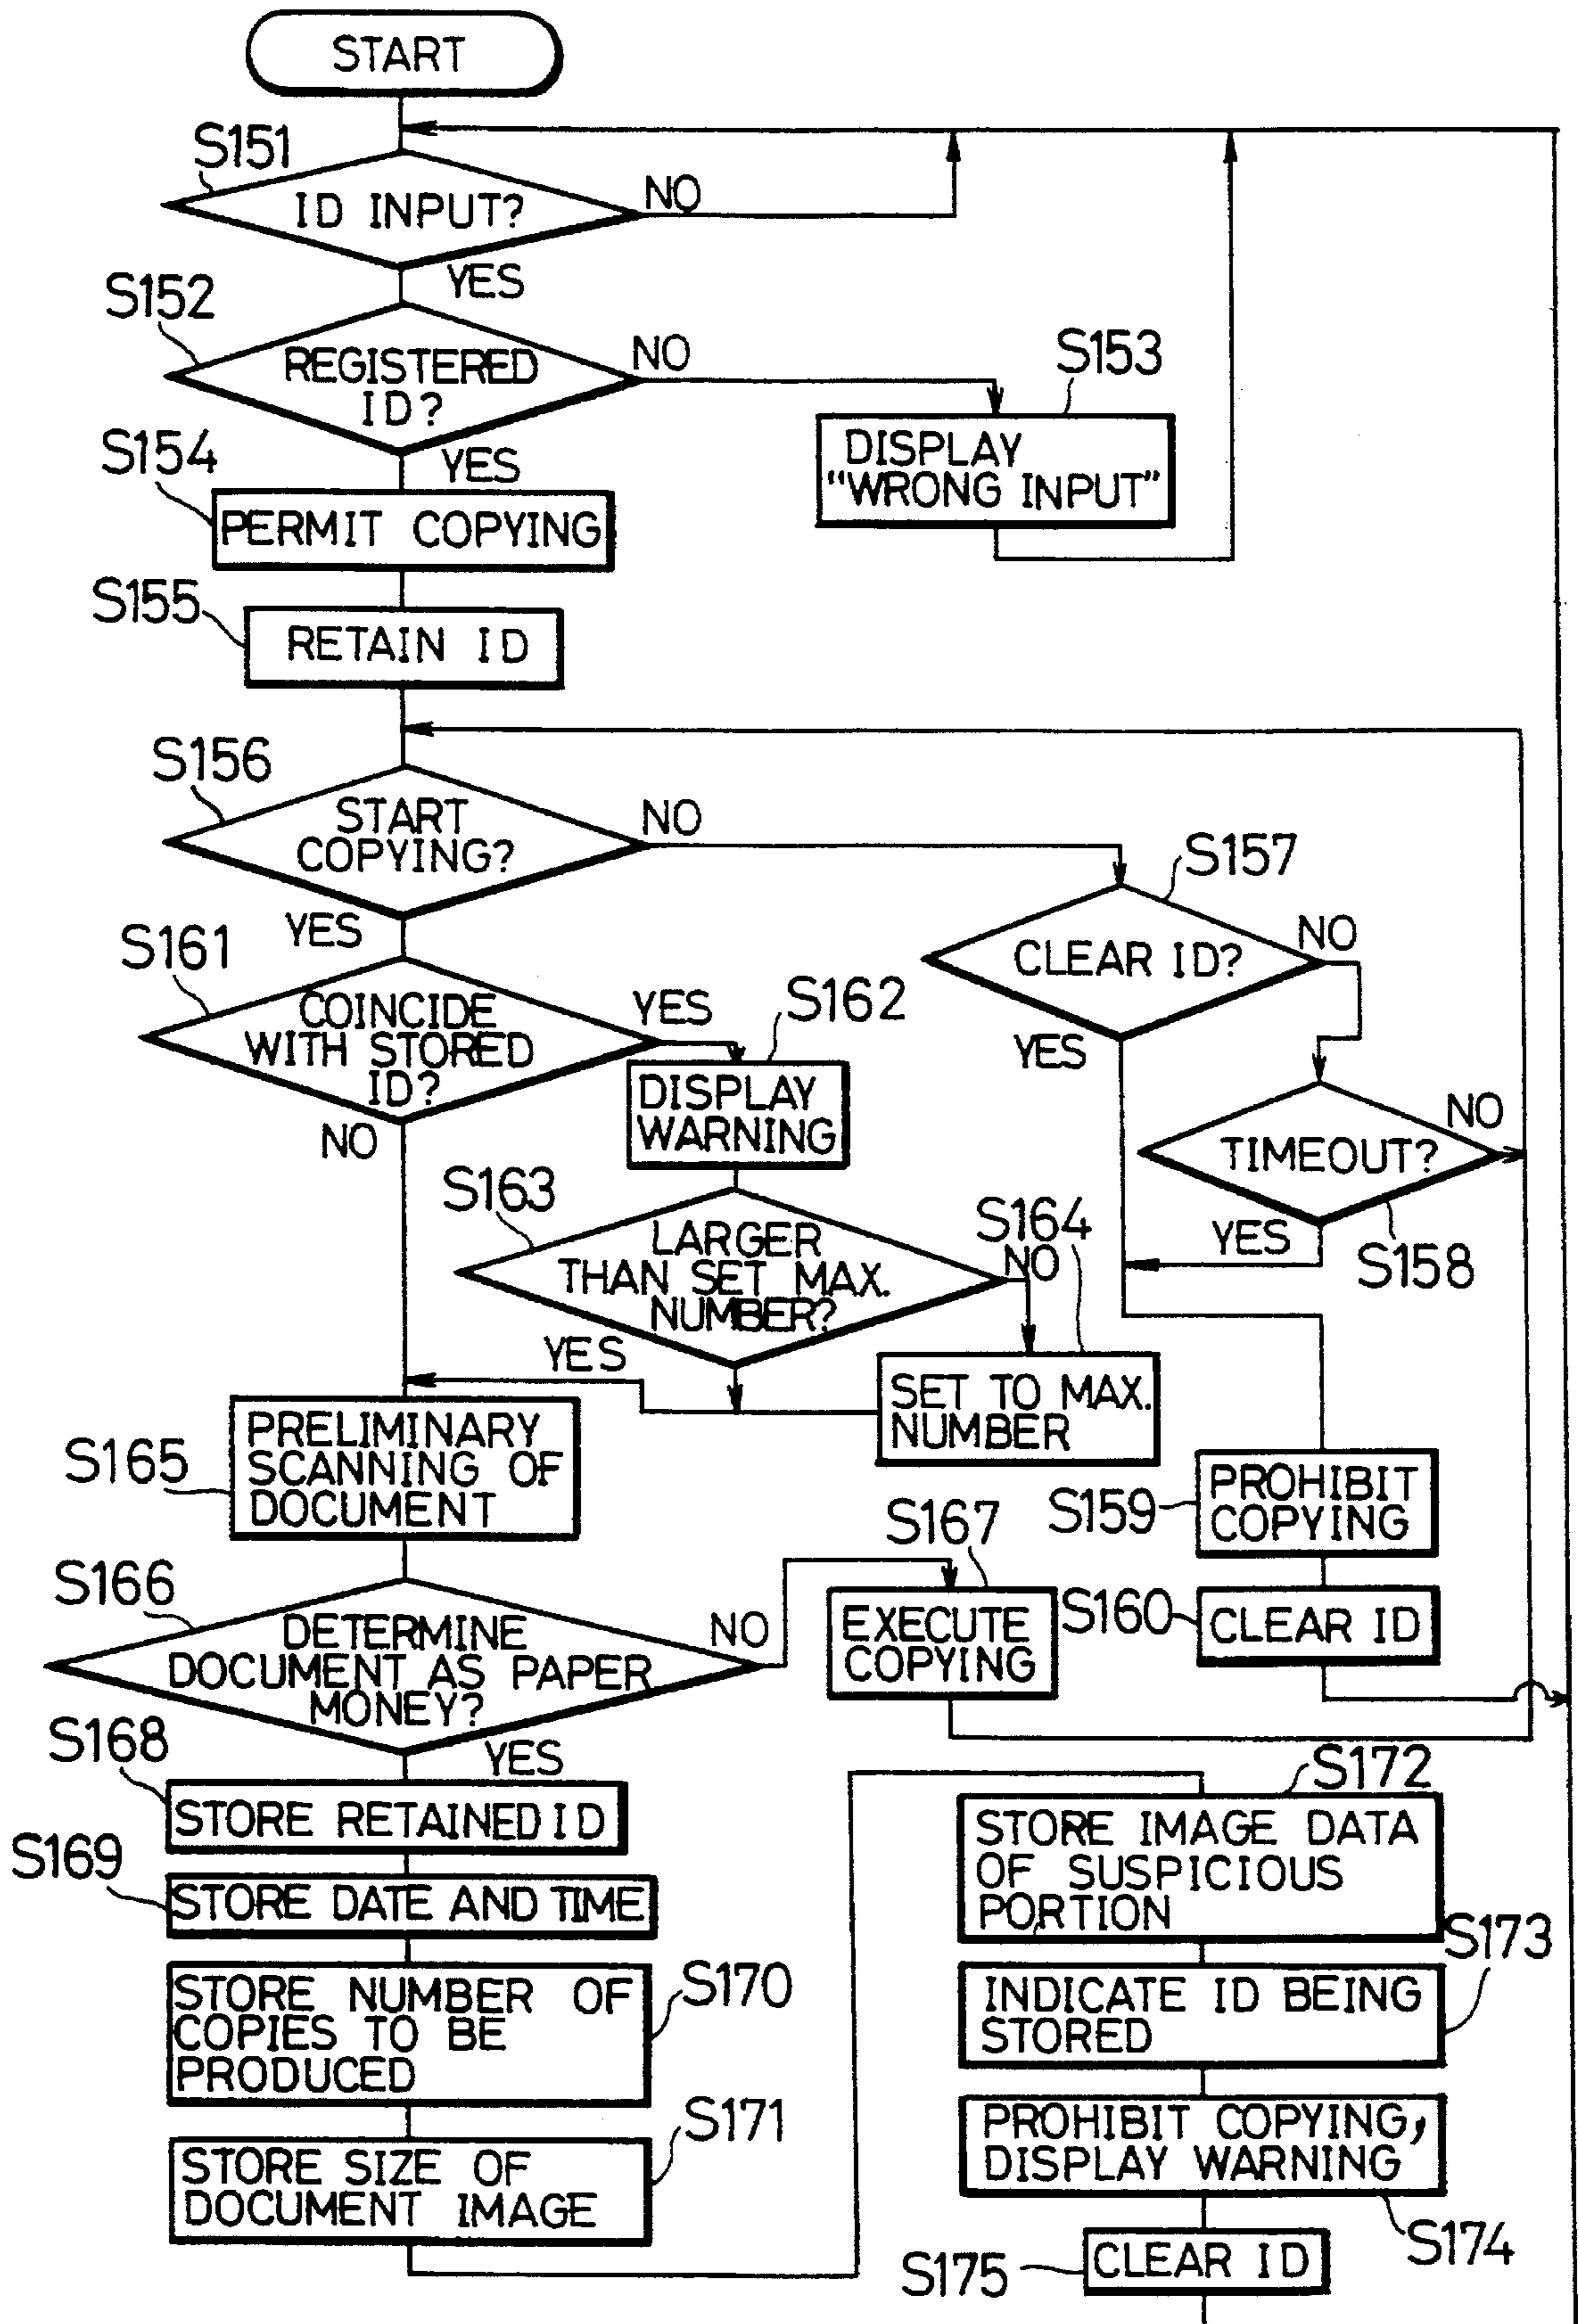 START
S151
ID INPUT?
NO
YES
S152
REGISTERED
ID?
NO
S153
DISPLAY
"WRONG INPUT"
YES
S154
PERMIT COPYING
S155
RETAIN ID
S156
START
COPYING?
NO
YES
S157
CLEAR ID?
NO
YES
S161
COINCIDE
WITH STORED
ID?
YES
NO
S162
DISPLAY
WARNING
TIMEOUT?
NO
YES
S158
S163
LARGER
THAN SET MAX.
NUMBER?
NO
S164
YES
SET TO MAX.
NUMBER
S165
PRELIMINARY
SCANNING OF
DOCUMENT
S159
PROHIBIT
COPYING
S160
CLEAR ID
S166
DETERMINE
DOCUMENT AS PAPER
MONEY?
NO
S167
EXECUTE
COPYING
YES
S168
STORE RETAINED ID
S169
STORE DATE AND TIME
S170
STORE NUMBER OF
COPIES TO BE
PRODUCED
S171
STORE SIZE OF
DOCUMENT IMAGE
S172
STORE IMAGE DATA
OF SUSPICIOUS
PORTION
S173
INDICATE ID BEING
STORED
PROHIBIT COPYING,
DISPLAY WARNING
S174
S175
CLEAR ID